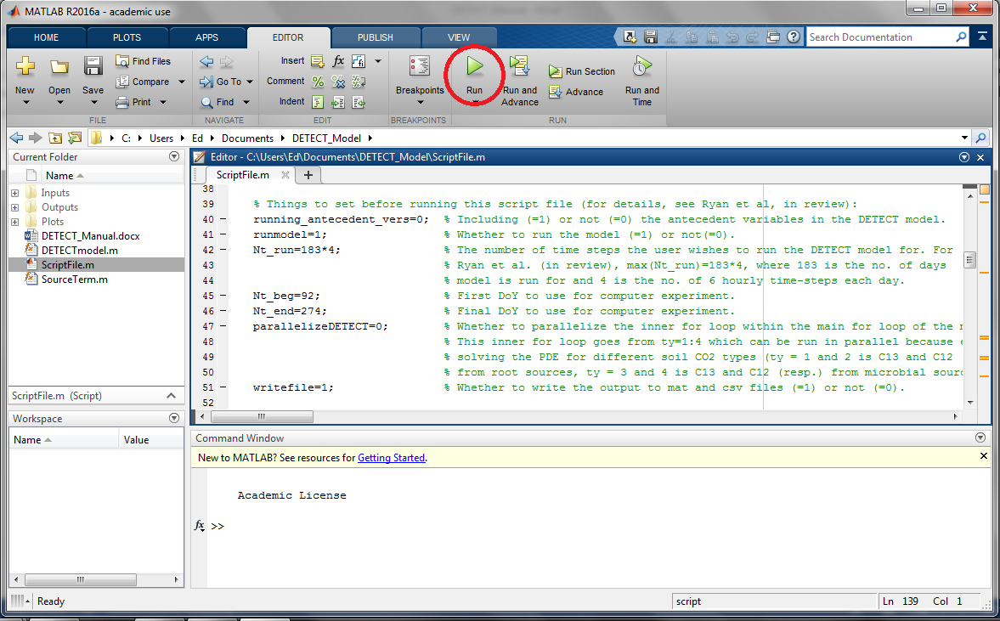 MATLAB R2016a - academic use
HOME PLOTS APPS EDITOR PUBLISH VIEW
Search Documentation
New Open Save
Find Files
Compare
Print
FILE
Go To
Find
NAVIGATE
Insert fx fi
Comment % %
Indent
EDIT
Breakpoints
BREAKPOINTS
Run
Run and Advance
Run Section
Advance
Run and Time
RUN
C: Users Ed Documents DETECT_Model
Current Folder
Name
Inputs
Outputs
Plots
DETECT_Manual.docx
DETECTmodel.m
ScriptFile.m
SourceTerm.m
ScriptFile.m (Script)
Workspace
Name Value
Editor - C:\Users\Ed\Documents\DETECT_Model\ScriptFile.m
ScriptFile.m +
38
39 % Things to set before running this script file (for details, see Ryan et al, in review):
40 – running_antecedent_vers=0; % Including (=1) or not (=0) the antecedent variables in the DETECT model.
41 – runmodel=1; % Whether to run the model (=1) or not(=0).
42 – Nt_run=183*4; % The number of time steps the user wishes to run the DETECT model for. For
43 % Ryan et al. (in review), max(Nt_run)=183*4, where 183 is the no. of days
44 % model is run for and 4 is the no. of 6 hourly time-steps each day.
45 – Nt_beg=92; % First DoY to use for computer experiment.
46 – Nt_end=274; % Final DoY to use for computer experiment.
47 – parallelizeDETECT=0; % Whether to parallelize the inner for loop within the main for loop of the
48 % This inner for loop goes from ty=1:4 which can be run in parallel because
49 % solving the PDE for different soil CO2 types (ty = 1 and 2 is C13 and C12
50 % from root sources, ty = 3 and 4 is C13 and C12 (resp.) from microbial sour
51 – writefile=1; % Whether to write the output to mat and csv files (=1) or not (=0).
52
Command Window
New to MATLAB? See resources for Getting Started.
Academic License
fx >>
Ready
script
Ln 139 Col 1